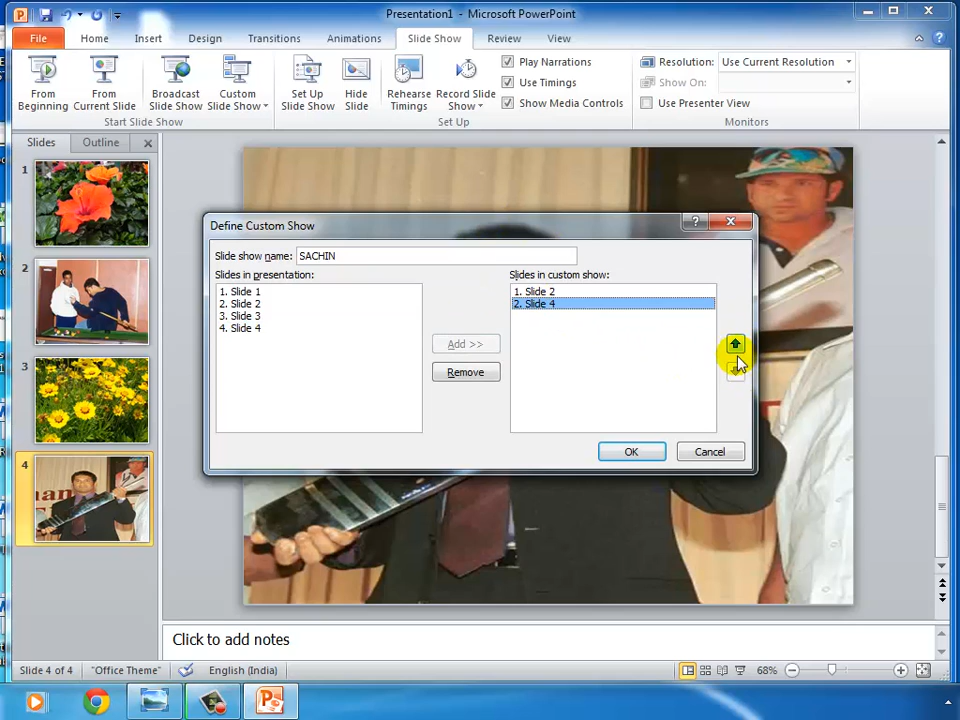 Presentation1 - Microsoft PowerPoint
File Home Insert Design Transitions Animations Slide Show Review View
From Beginning
From Current Slide
Broadcast Slide Show
Custom Slide Show
Set Up Slide Show
Hide Slide
Rehearse Timings
Record Slide Show
Play Narrations
Use Timings
Show Media Controls
Resolution: Use Current Resolution
Show On:
Use Presenter View
Start Slide Show
Set Up
Monitors
Slides Outline
1
2
3
4
Define Custom Show
Slide show name: SACHIN
Slides in presentation:
1. Slide 1
2. Slide 2
3. Slide 3
4. Slide 4
Add >>
Remove
Slides in custom show:
1. Slide 2
2. Slide 4
OK
Cancel
Click to add notes
Slide 4 of 4 "Office Theme" English (India) 68%